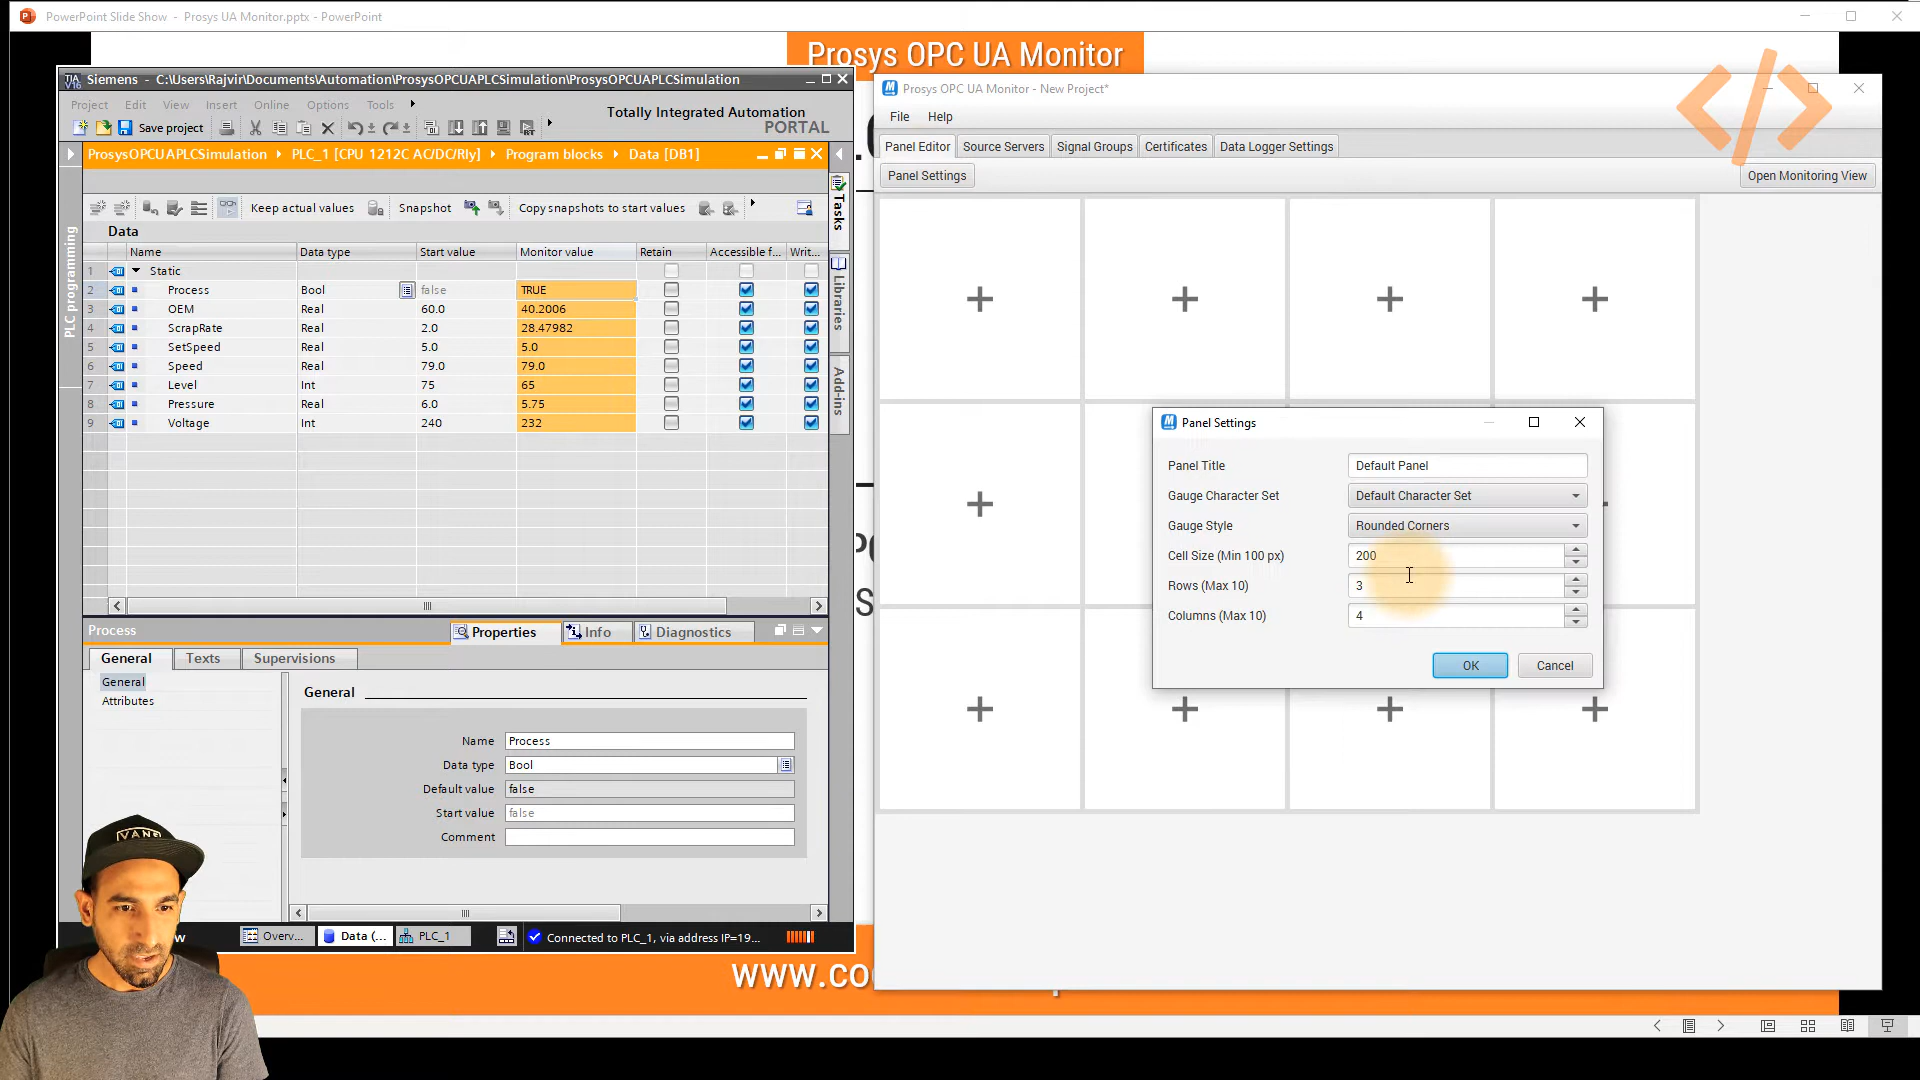 PowerPoint Slide Show - Prosys UA Monitor.pptx - PowerPoint
Prosys OPC UA Monitor
TIA
V16
Siemens - C:\Users\Rajvir\Documents\Automation\ProsysOPCUAPLCSimulation\ProsysOPCUAPLCSimulation
Project Edit View Insert Online Options Tools
Totally Integrated Automation
PORTAL
Save project
ProsysOPCUAPLCSimulation PLC_1 [CPU 1212C AC/DC/Rly] Program blocks Data [DB1]
Keep actual values Snapshot Copy snapshots to start values
Data
Name Data type Start value Monitor value Retain Accessible f... Writ...
1 Static
2 Process Bool false TRUE
3 OEM Real 60.0 40.2006
4 ScrapRate Real 2.0 28.47982
5 SetSpeed Real 5.0 5.0
6 Speed Real 79.0 79.0
7 Level Int 75 65
8 Pressure Real 6.0 5.75
9 Voltage Int 240 232
PLC programming
Tasks
Libraries
Add-ins
Process
Properties Info Diagnostics
General Texts Supervisions
General
Attributes
General
Name Process
Data type Bool
Default value false
Start value false
Comment
Overv... Data (... PLC_1 Connected to PLC_1, via address IP=19...
VANS
www.co
Prosys OPC UA Monitor - New Project*
File Help
Panel Editor Source Servers Signal Groups Certificates Data Logger Settings
Panel Settings Open Monitoring View
Panel Settings
Panel Title Default Panel
Gauge Character Set Default Character Set
Gauge Style Rounded Corners
Cell Size (Min 100 px) 200
Rows (Max 10) 3
Columns (Max 10) 4
OK Cancel